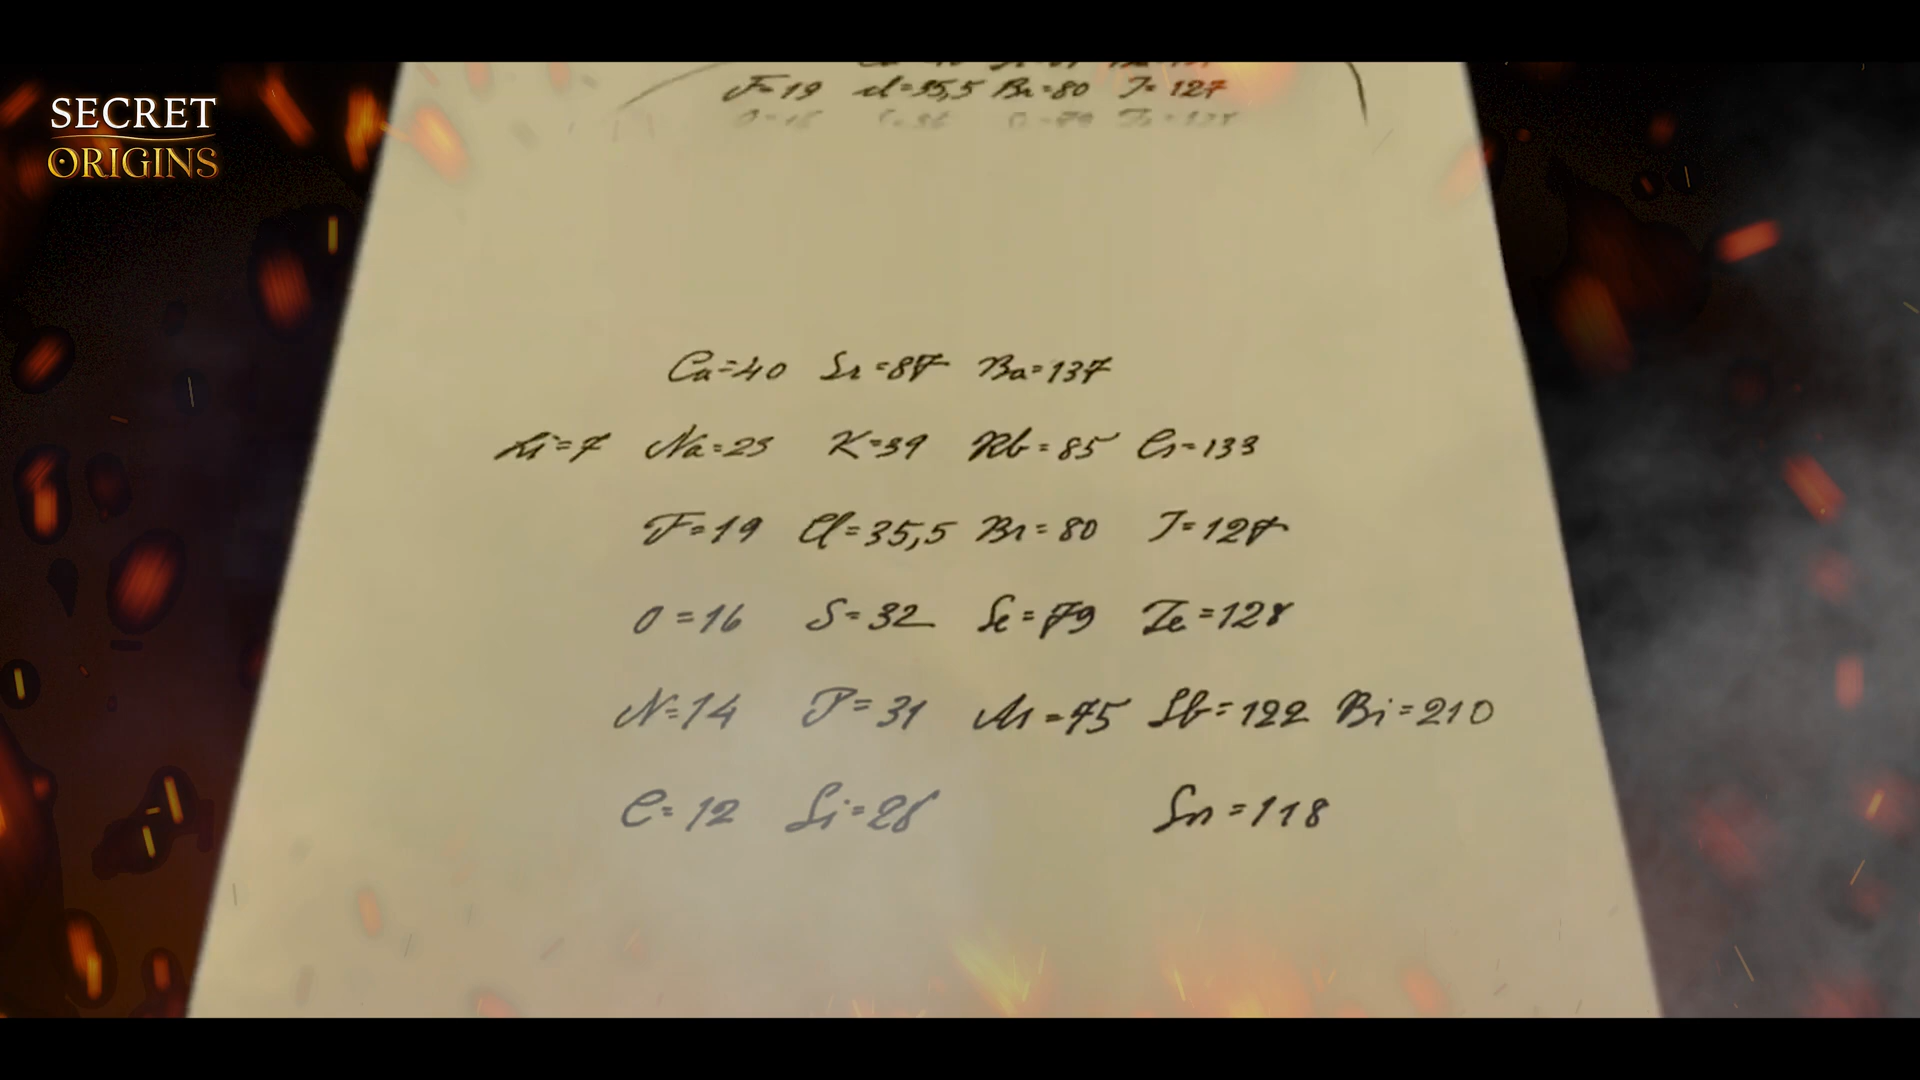 SECRET
ORIGINS
F=19 Cl=35,5 Br=80 J=127
Ca=40 Sr=87 Ba=137
Li=7 Na=23 K=39 Rb=85 Cs=133
F=19 Cl=35,5 Br=80 J=127
O=16 S=32 Se=79 Te=128
N=14 P=31 As=75 Sb=122 Bi=210
C=12 Si=28 Sn=118